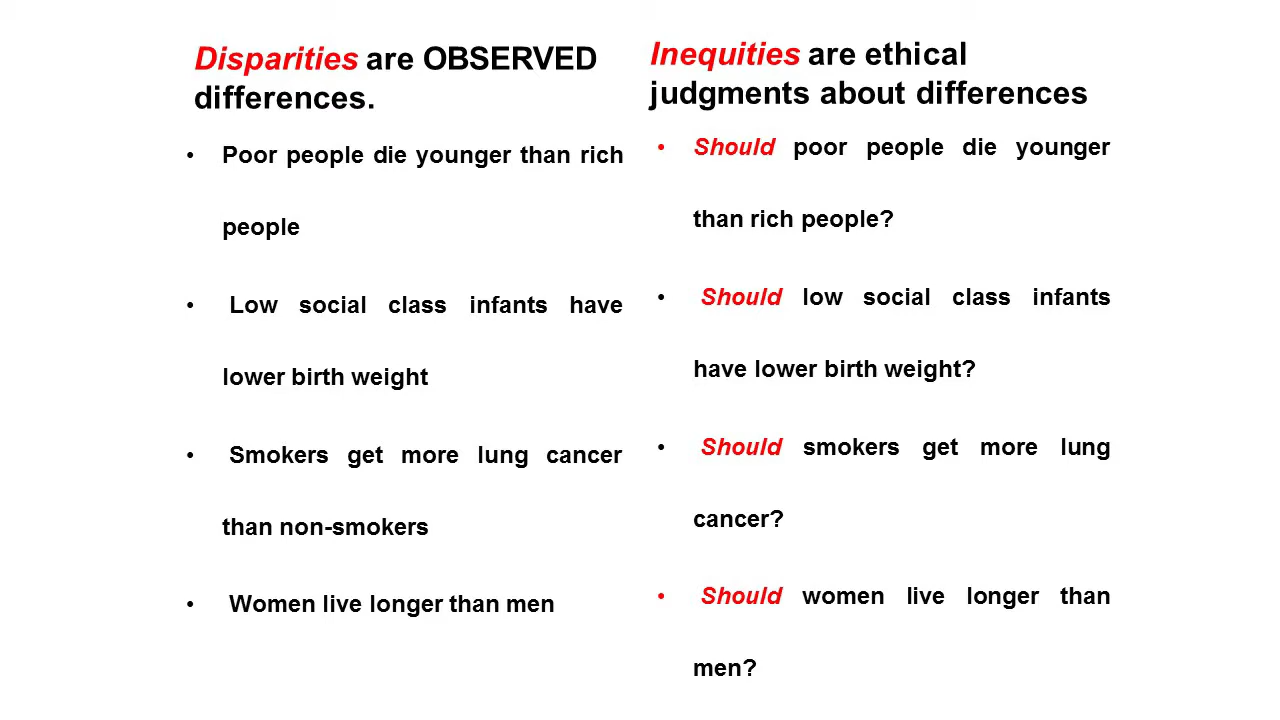 Disparities are OBSERVED
differences.
• Poor people die younger than rich
people
• Low social class infants have
lower birth weight
• Smokers get more lung cancer
than non-smokers
• Women live longer than men
Inequities are ethical
judgments about differences
• Should poor people die younger
than rich people?
• Should low social class infants
have lower birth weight?
• Should smokers get more lung
cancer?
• Should women live longer than
men?